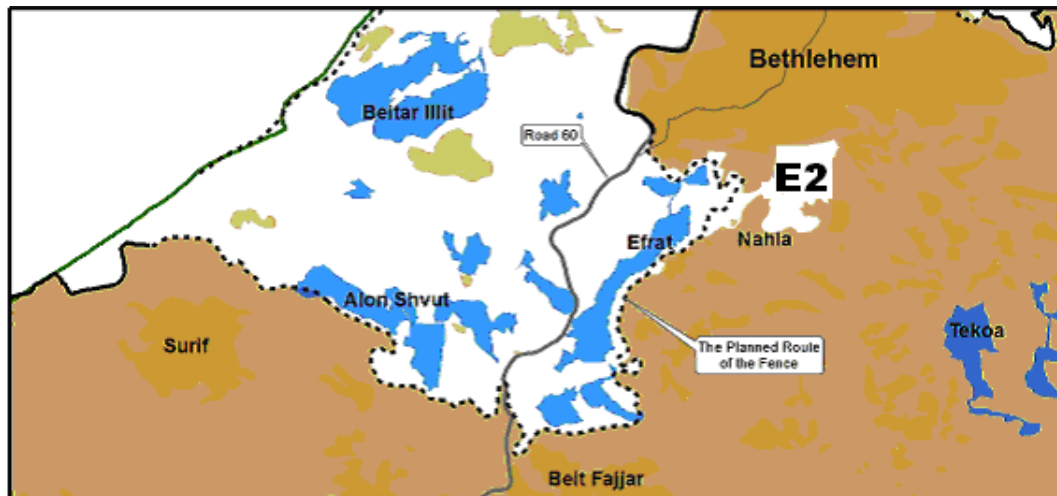 Bethlehem
Beitar Illit
Road 60
E2
Efrat
Nahla
Alon Shvut
Surif
Tekoa
The Planned Route
of the Fence
Beit Fajjar